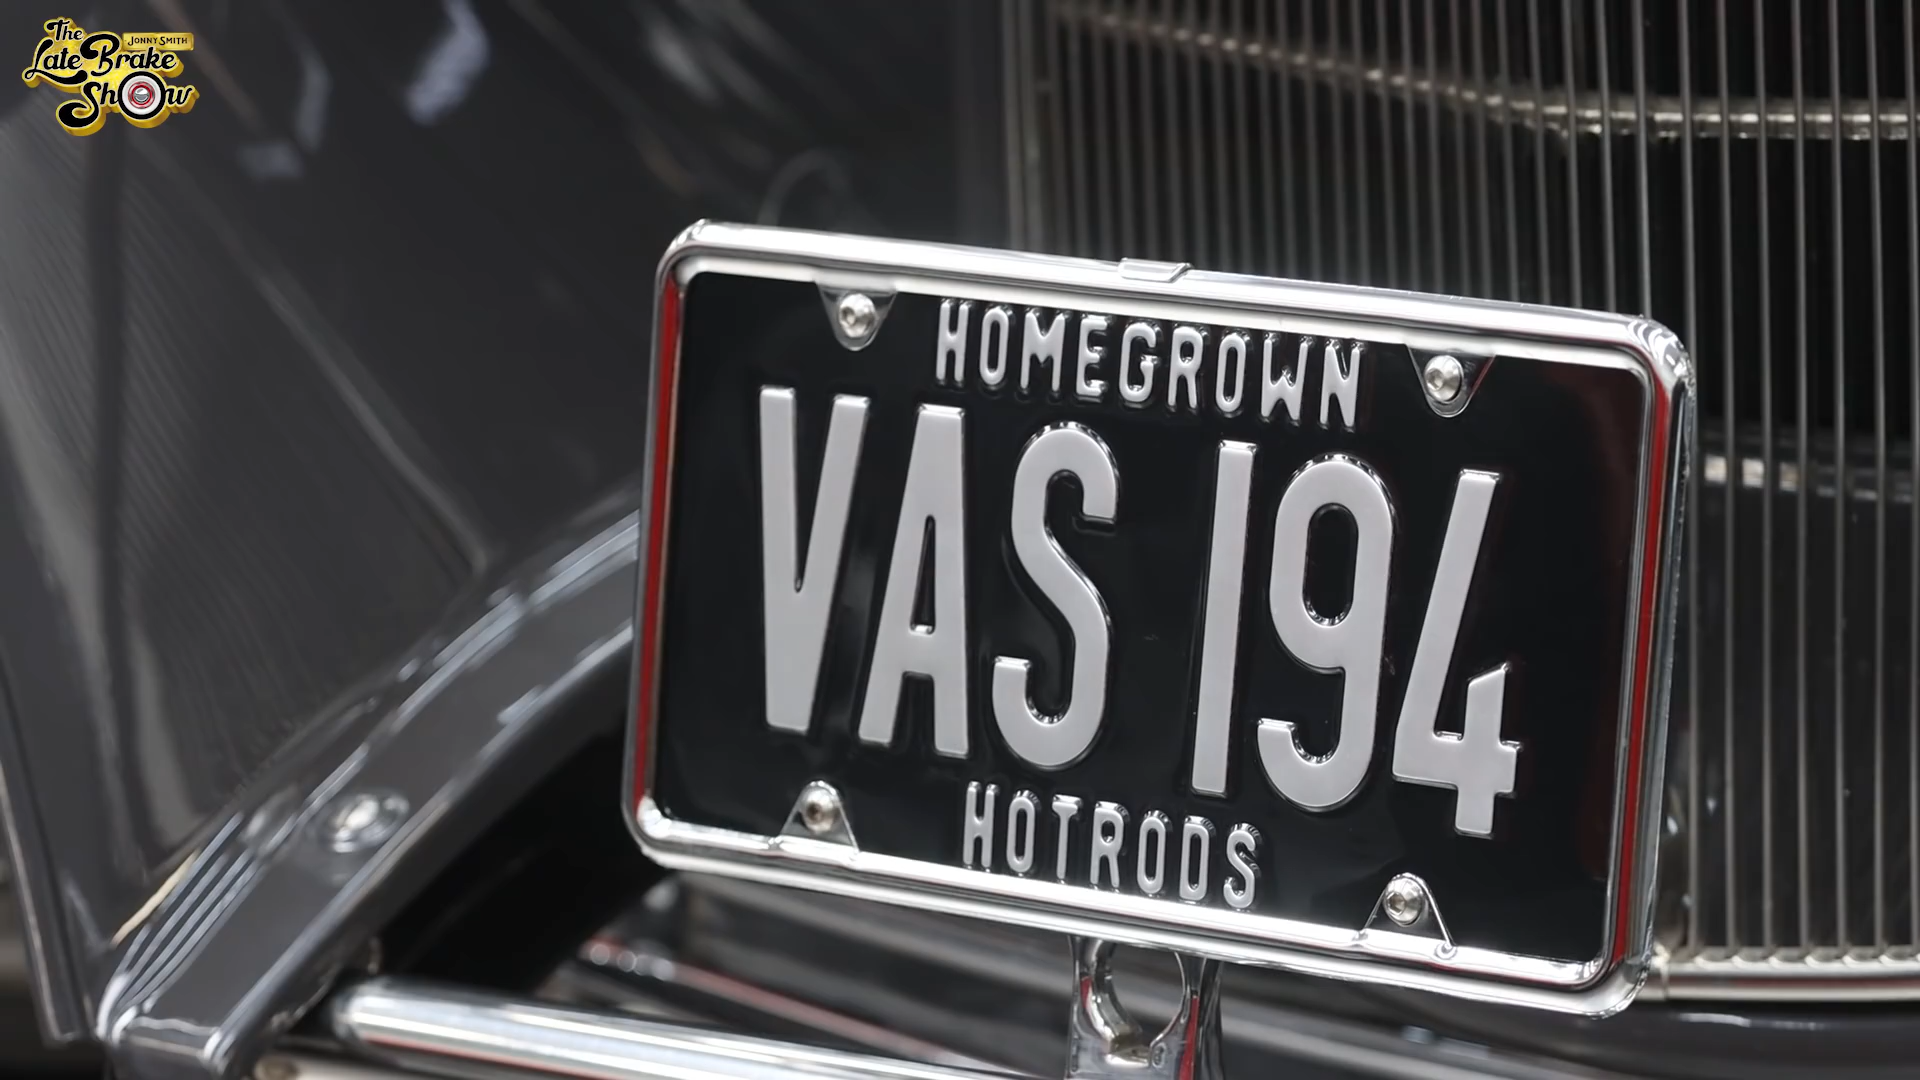 The
JONNY SMITH
Late Brake
Show
HOMEGROWN
VAS 194
HOTRODS